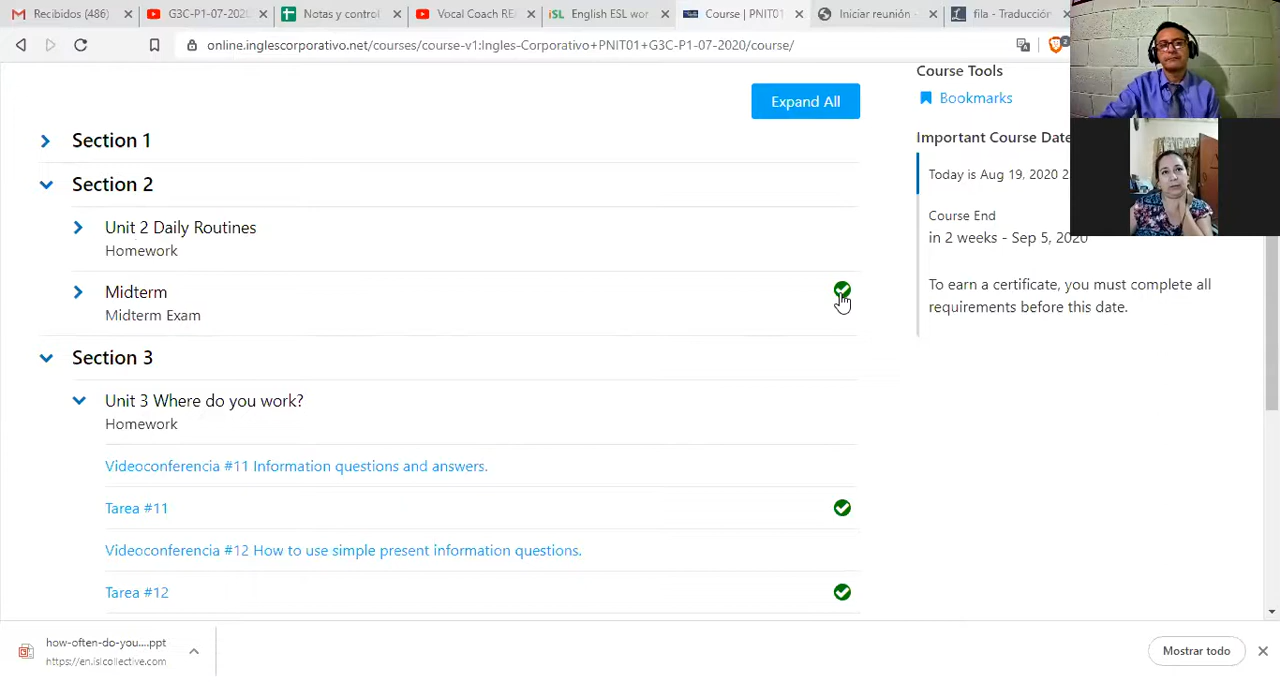 Recibidos (486)
G3C-P1-07-202
Notas y control
Vocal Coach RE
iSL English ESL wor
Course | PNIT01
Iniciar reunión -
fila - Traducción
online.inglescorporativo.net/courses/course-v1:Ingles-Corporativo+PNIT01+G3C-P1-07-2020/course/
2
Expand All
Section 1
Section 2
Unit 2 Daily Routines
Homework
Midterm
Midterm Exam
Section 3
Unit 3 Where do you work?
Homework
Videoconferencia #11 Information questions and answers.
Tarea #11
Videoconferencia #12 How to use simple present information questions.
Tarea #12
Course Tools
Bookmarks
Important Course Date
Today is Aug 19, 2020 2
Course End
in 2 weeks - Sep 5, 2020
To earn a certificate, you must complete all
requirements before this date.
how-often-do-you....ppt
https://en.islcollective.com
Mostrar todo